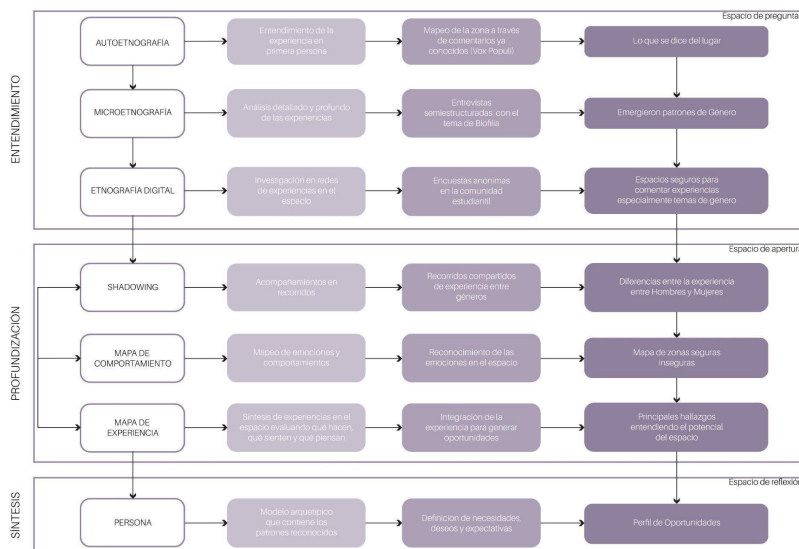 Espacio de pregunta
ENTENDIMIENTO
AUTOETNOGRAFÍA
Entendimiento de la
experiencia en
primera persona
Mapeo de la zona a través
de comentarios ya
conocidos (Vox Populi)
Lo que se dice del lugar
MICROETNOGRAFÍA
Análisis detallado y profundo
de las experiencias
Entrevistas
semiestructuradas con el
tema de Biofilia
Emergieron patrones de Género
ETNOGRAFÍA DIGITAL
Investigación en redes
de experiencias en el
espacio
Encuestas anónimas
en la comunidad
estudiantil
Espacios seguros para
comentar experiencias
especialmente temas de género
Espacio de apertura
PROFUNDIZACIÓN
SHADOWING
Acompañamientos en
recorridos
Recorridos compartidos
de experiencia entre
géneros
Diferencias entre la experiencia
entre Hombres y Mujeres
MAPA DE
COMPORTAMIENTO
Mapeo de emociones y
comportamientos
Reconocimiento de las
emociones en el espacio
Mapa de zonas seguras
inseguras
MAPA DE
EXPERIENCIA
Síntesis de experiencias en el
espacio evaluando qué hacen,
qué sienten y qué piensan
Integración de la
experiencia para generar
oportunidades
Principales hallazgos
entendiendo el potencial
del espacio
Espacio de reflexión
SÍNTESIS
PERSONA
Modelo arquetípico
que contiene los
patrones reconocidos
Definición de necesidades,
deseos y expectativas
Perfil de Oportunidades